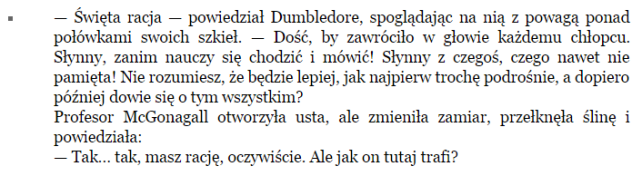 — Święta racja — powiedział Dumbledore, spoglądając na nią z powagą ponad
połówkami swoich szkieł. — Dość, by zawróciło w głowie każdemu chłopcu.
Słynny, zanim nauczy się chodzić i mówić! Słynny z czegoś, czego nawet nie
pamięta! Nie rozumiesz, że będzie lepiej, jak najpierw trochę podrośnie, a dopiero
później dowie się o tym wszystkim?
Profesor McGonagall otworzyła usta, ale zmieniła zamiar, przełknęła ślinę i
powiedziała:
— Tak... tak, masz rację, oczywiście. Ale jak on tutaj trafi?